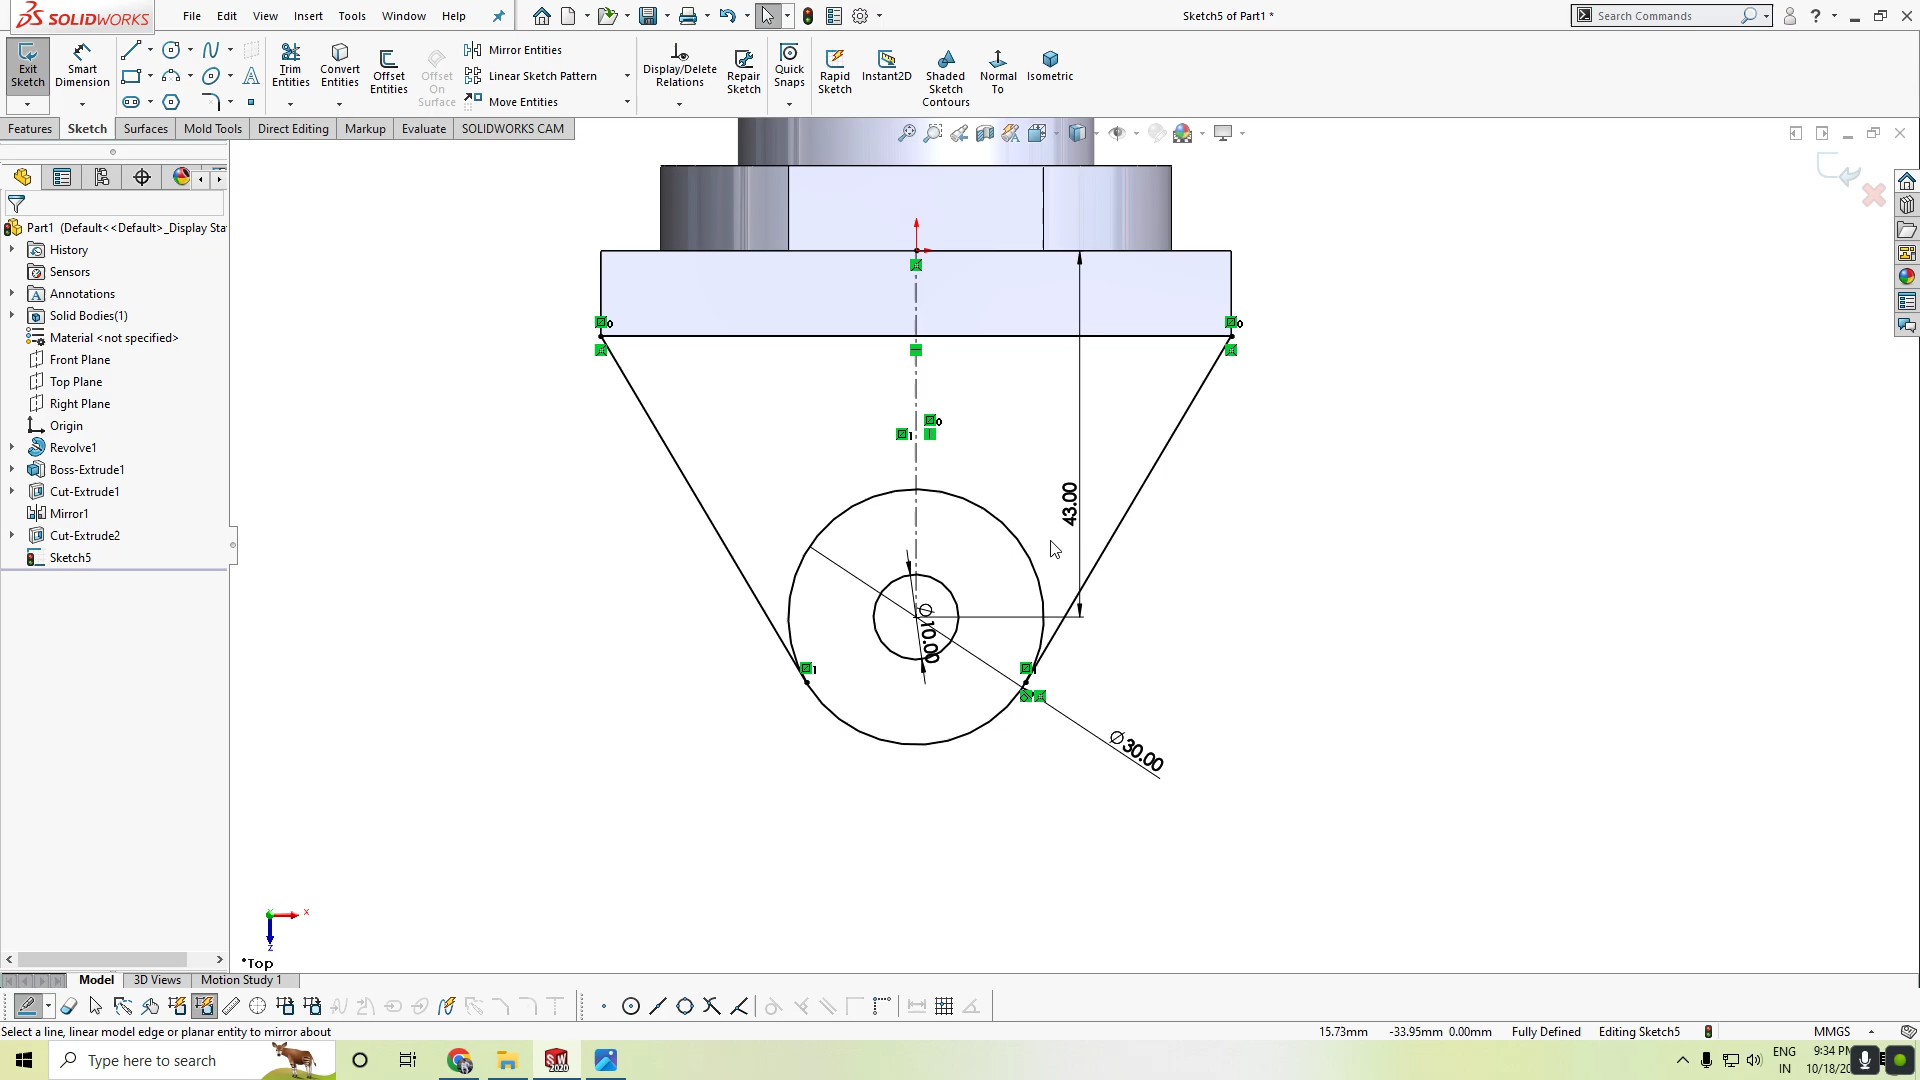 SOLIDWORKS File Edit View Insert Tools Window Help Sketch5 of Part1 * Search Commands
Exit Sketch
Smart Dimension
Trim Entities
Convert Entities
Offset Entities
Offset On Surface
Mirror Entities
Linear Sketch Pattern
Move Entities
Display/Delete Relations
Repair Sketch
Quick Snaps
Rapid Sketch
Instant2D
Shaded Sketch Contours
Normal To
Isometric
Features Sketch Surfaces Mold Tools Direct Editing Markup Evaluate SOLIDWORKS CAM
Part1 (Default<<Default>_Display Sta
History
Sensors
Annotations
Solid Bodies(1)
Material <not specified>
Front Plane
Top Plane
Right Plane
Origin
Revolve1
Boss-Extrude1
Cut-Extrude1
Mirror1
Cut-Extrude2
Sketch5
0
0
0
1
43.00
Ø10.00
1
Ø30.00
X
Z
*Top
Model 3D Views Motion Study 1
Select a line, linear model edge or planar entity to mirror about 15.73mm -33.95mm 0.00mm Fully Defined Editing Sketch5 MMGS
Type here to search
ENG
IN
9:34 PM
10/18/20